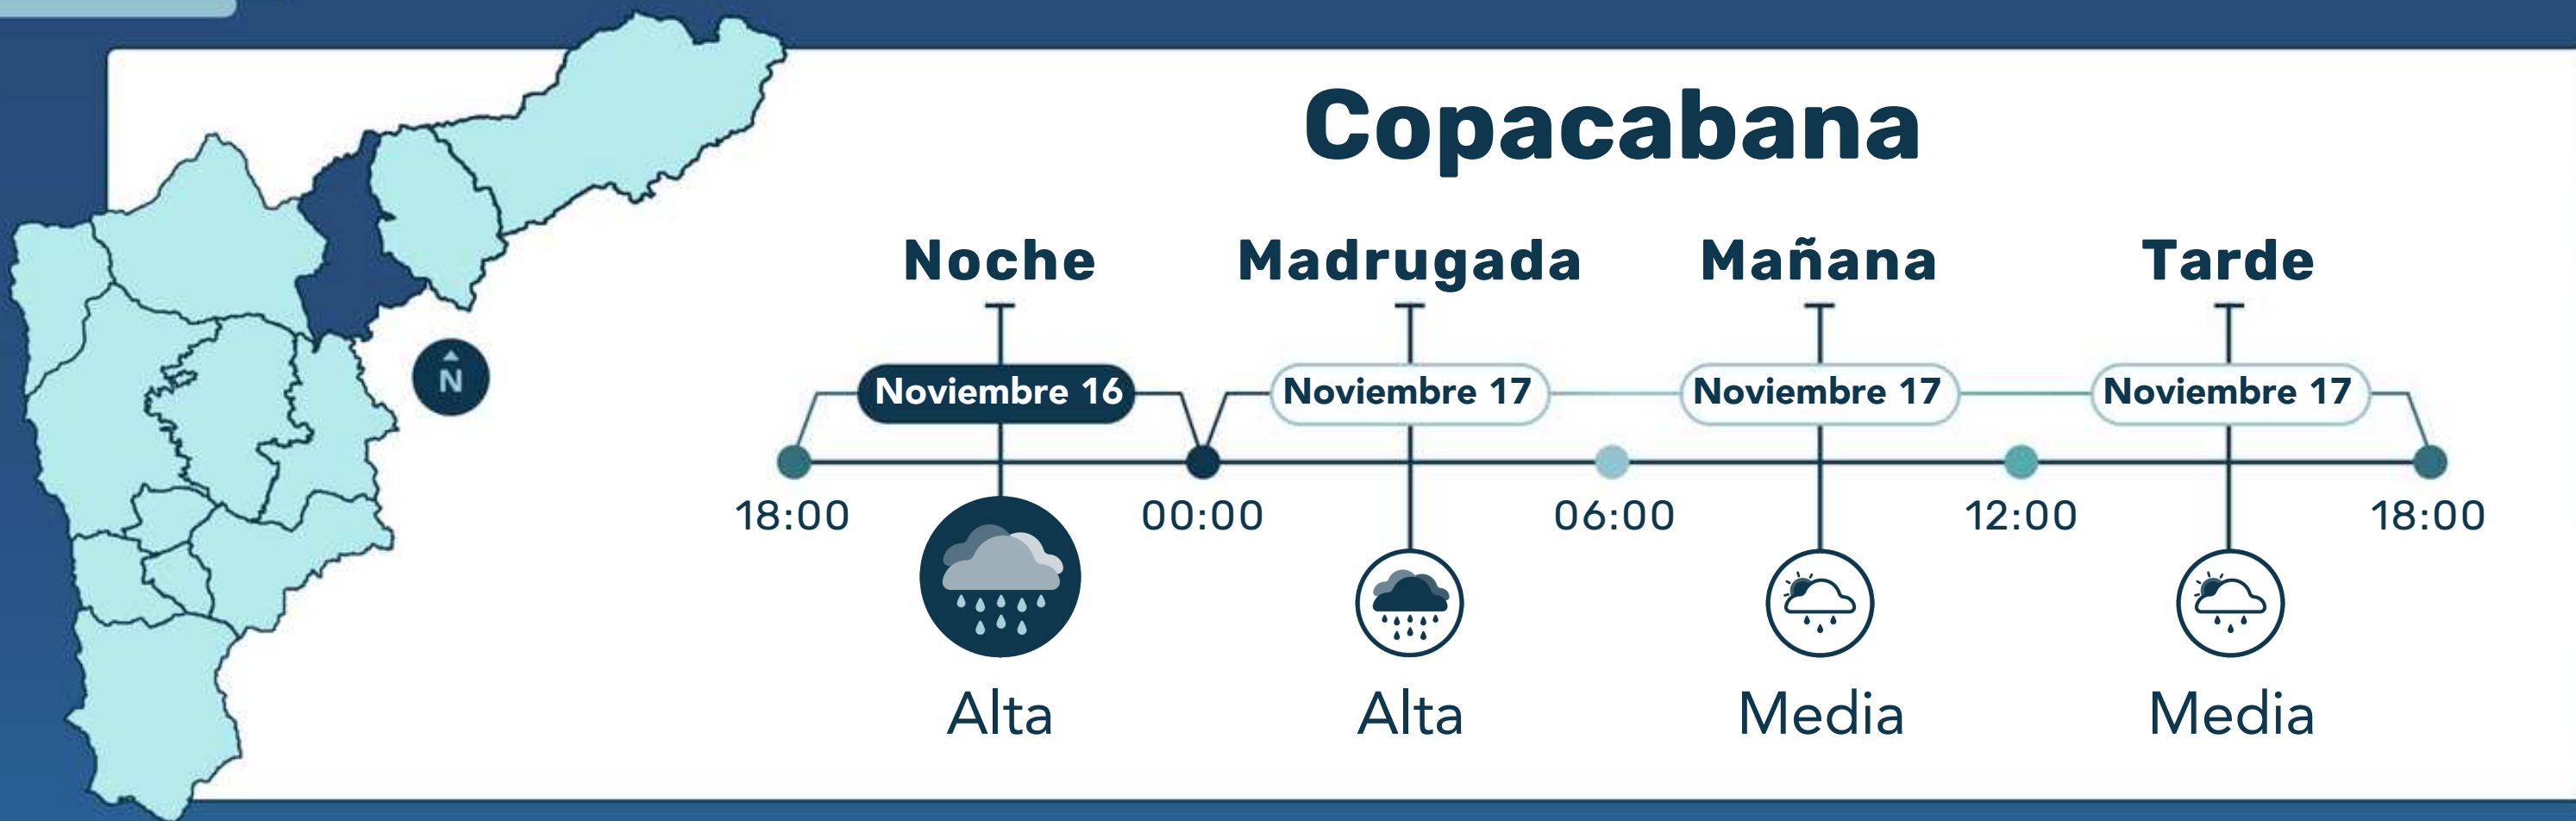 Copacabana
Noche
Madrugada
Mañana
Tarde
Noviembre 16
Noviembre 17
Noviembre 17
Noviembre 17
N
18:00
00:00
06:00
12:00
18:00
Alta
Alta
Media
Media